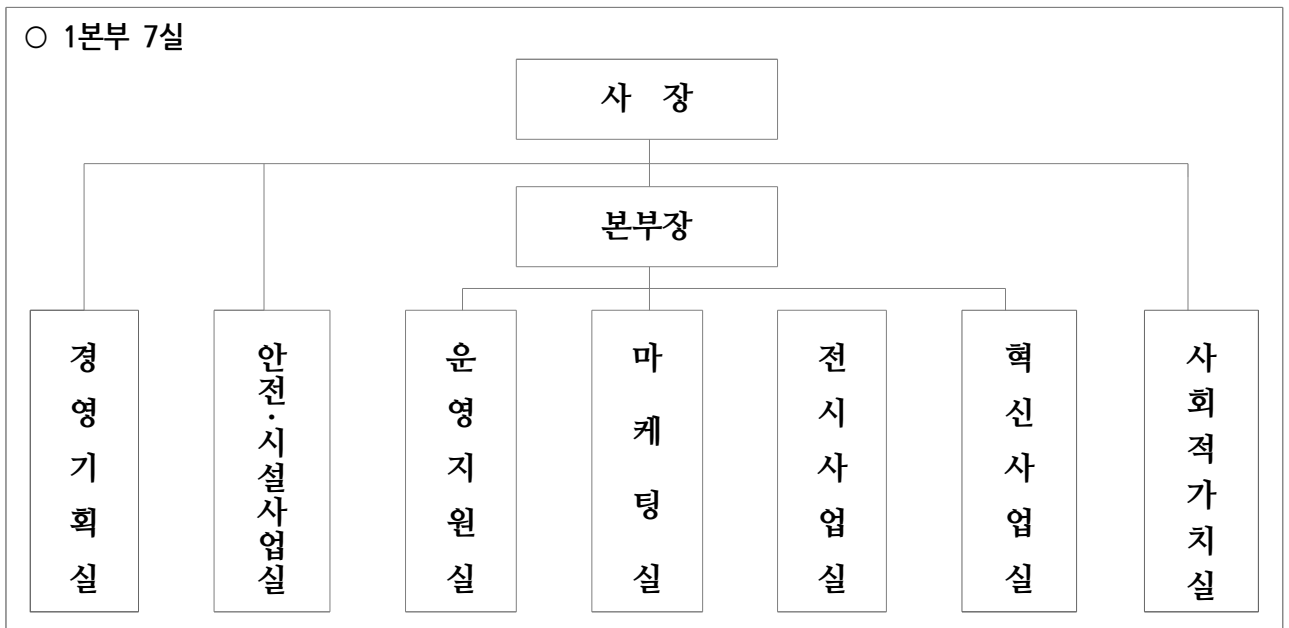 ○ 1본부 7실
사 장
본부장
경영기획실
안전·시설사업실
운영지원실
마케팅실
전시사업실
혁신사업실
사회적가치실